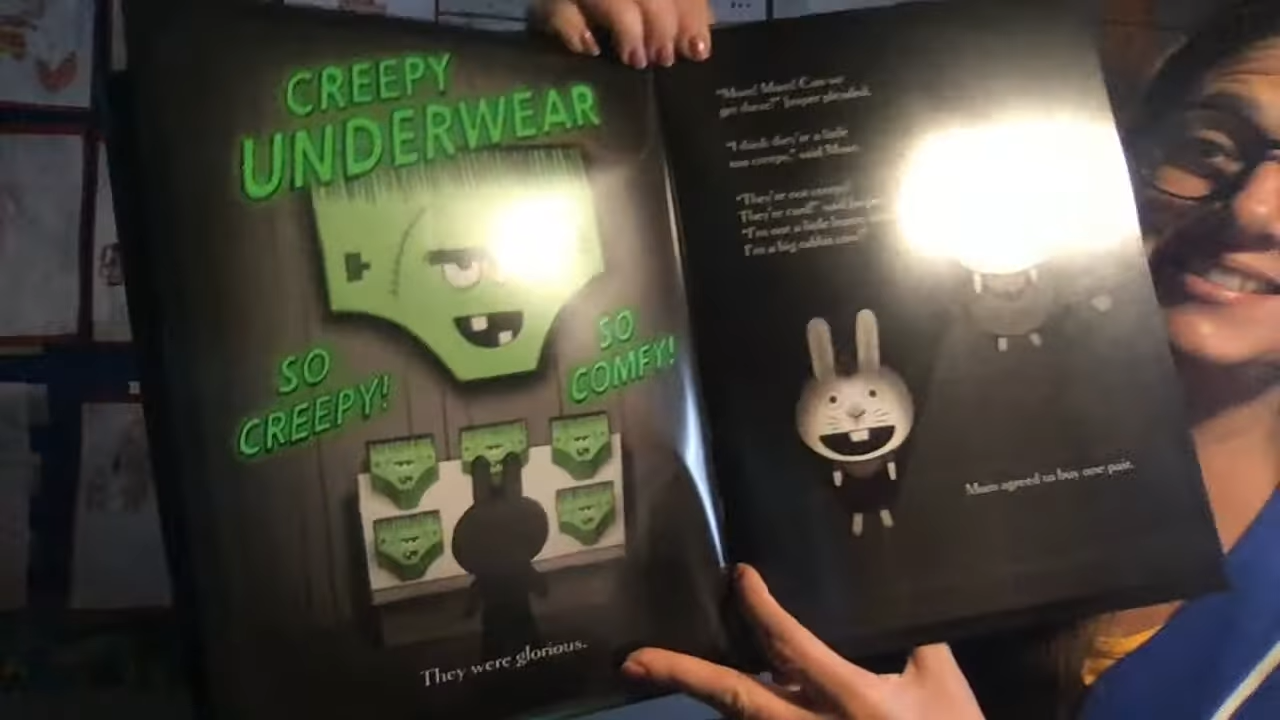 CREEPY
UNDERWEAR
SO
CREEPY!
SO
COMFY!
They were glorious.
"Mom! Mom! Can we
get these?" Jasper pleaded.
"I think they're a little
too creepy," said Mom.
"They're not creepy!
They're cool!" said Jasper.
"I'm not a little bunny
I'm a big rabbit now!"
Mom agreed to buy one pair.